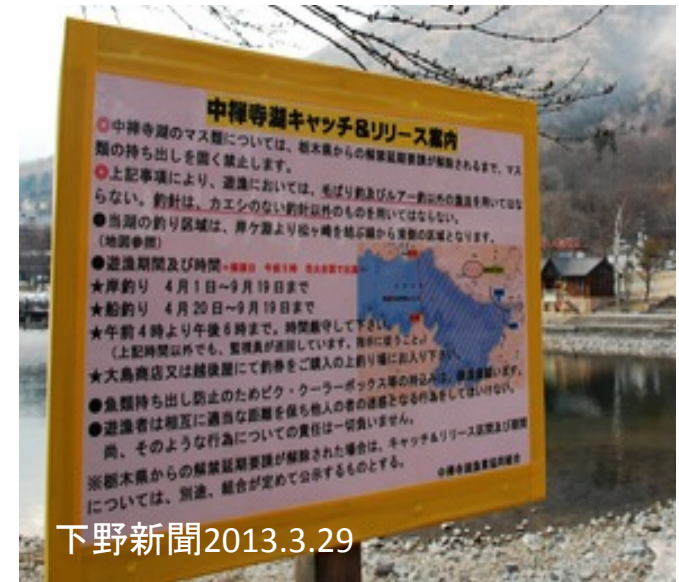 中禅寺湖キャッチ&リリース案内
◎中禅寺湖のマス類については、栃木県からの解禁延期要請が解除されるまで、マス
類の持ち出しを固く禁止します。
◎上記事項により、遊漁においては、毛ばり釣及びルアー釣以外の漁法を用いてはな
らない。釣針は、カエシのない釣針以外のものを用いてはならない。
●当湖の釣り区域は、岸ケ淵より松ヶ崎を結ぶ線から東側の区域となります。
(地図参照)
●遊漁期間及び時間
★岸釣り 4月1日~9月19日まで
★船釣り 4月20日~9月19日まで
★午前4時より午後6時まで。時間厳守して下さい。
(上記時間以外でも、監視員が巡回しています。指示に従うこと。)
★大島商店又は越後屋にて釣券をご購入の上釣り場にお入り下さい。
●魚類持ち出し防止のためビク・クーラーボックス等の持込みは、
●遊漁者は相互に適当な距離を保ち他人の者の迷惑となる行為をしてはいけない。
尚、そのような行為についての責任は一切負いません。
※栃木県からの解禁延期要請が解除された場合は、キャッチ&リリース区間及び期間
については、別途、組合が定めて公示するものとする。
中禅寺湖漁業協同組合
下野新聞2013.3.29